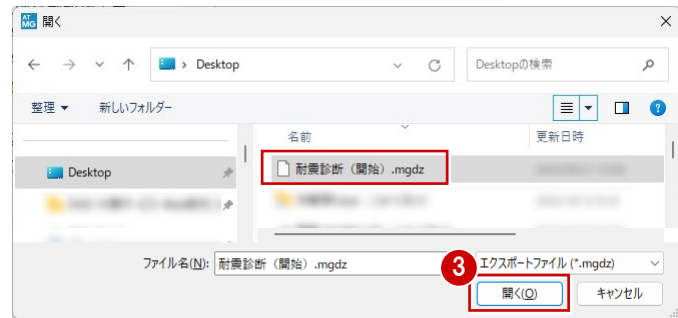 AT MG 開く
Desktop
Desktopの検索
整理 新しいフォルダー
名前 更新日時
Desktop
耐震診断（開始）.mgdz
ファイル名(N): 耐震診断（開始）.mgdz
3
エクスポートファイル (*.mgdz)
開く(O) キャンセル